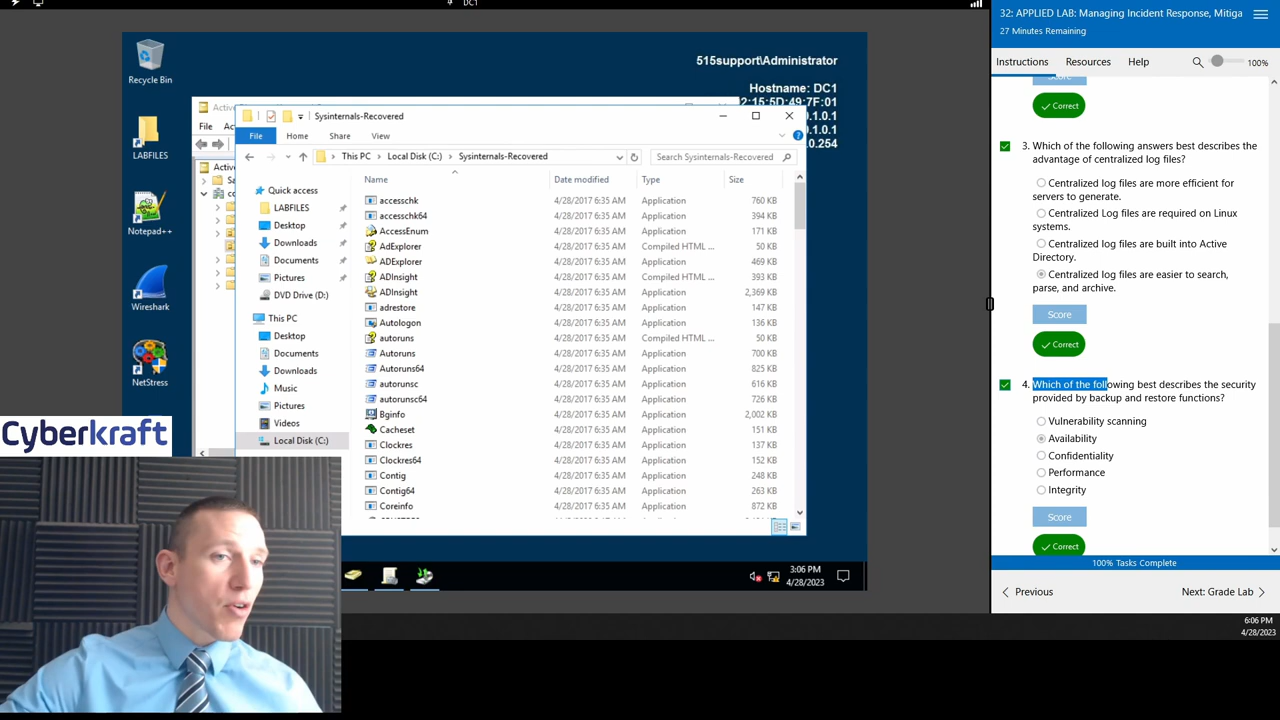 DC1
32: APPLIED LAB: Managing Incident Response, Mitiga
27 Minutes Remaining
Instructions
Resources
Help
100%
Recycle Bin
LABFILES
Notepad++
Wireshark
NetStress
515support\Administrator
Hostname: DC1
2:15:5D:49:7F:01
.1.0.1
.0.1.1
.0.254
File
Sysinternals-Recovered
File
Home
Share
View
This PC
Local Disk (C:)
Sysinternals-Recovered
Search Sysinternals-Recovered
Quick access
LABFILES
Desktop
Downloads
Documents
Pictures
DVD Drive (D:)
This PC
Desktop
Documents
Downloads
Music
Pictures
Videos
Local Disk (C:)
Name Date modified Type Size
accesschk 4/28/2017 6:35 AM Application 760 KB
accesschk64 4/28/2017 6:35 AM Application 394 KB
AccessEnum 4/28/2017 6:35 AM Application 171 KB
AdExplorer 4/28/2017 6:35 AM Compiled HTML ... 50 KB
ADExplorer 4/28/2017 6:35 AM Application 469 KB
ADInsight 4/28/2017 6:35 AM Compiled HTML ... 393 KB
ADInsight 4/28/2017 6:35 AM Application 2,369 KB
adrestore 4/28/2017 6:35 AM Application 147 KB
Autologon 4/28/2017 6:35 AM Application 136 KB
autoruns 4/28/2017 6:35 AM Compiled HTML ... 50 KB
Autoruns 4/28/2017 6:35 AM Application 700 KB
Autoruns64 4/28/2017 6:35 AM Application 825 KB
autorunsc 4/28/2017 6:35 AM Application 616 KB
autorunsc64 4/28/2017 6:35 AM Application 726 KB
Bginfo 4/28/2017 6:35 AM Application 2,002 KB
Cacheset 4/28/2017 6:35 AM Application 151 KB
Clockres 4/28/2017 6:35 AM Application 137 KB
Clockres64 4/28/2017 6:35 AM Application 152 KB
Contig 4/28/2017 6:35 AM Application 248 KB
Contig64 4/28/2017 6:35 AM Application 263 KB
Coreinfo 4/28/2017 6:35 AM Application 872 KB
3:06 PM
4/28/2023
Cyberkraft
Correct
3. Which of the following answers best describes the
advantage of centralized log files?
Centralized log files are more efficient for
servers to generate.
Centralized Log files are required on Linux
systems.
Centralized log files are built into Active
Directory.
Centralized log files are easier to search,
parse, and archive.
Score
Correct
4. Which of the following best describes the security
provided by backup and restore functions?
Vulnerability scanning
Availability
Confidentiality
Performance
Integrity
Score
Correct
100% Tasks Complete
Previous
Next: Grade Lab
6:06 PM
4/28/2023